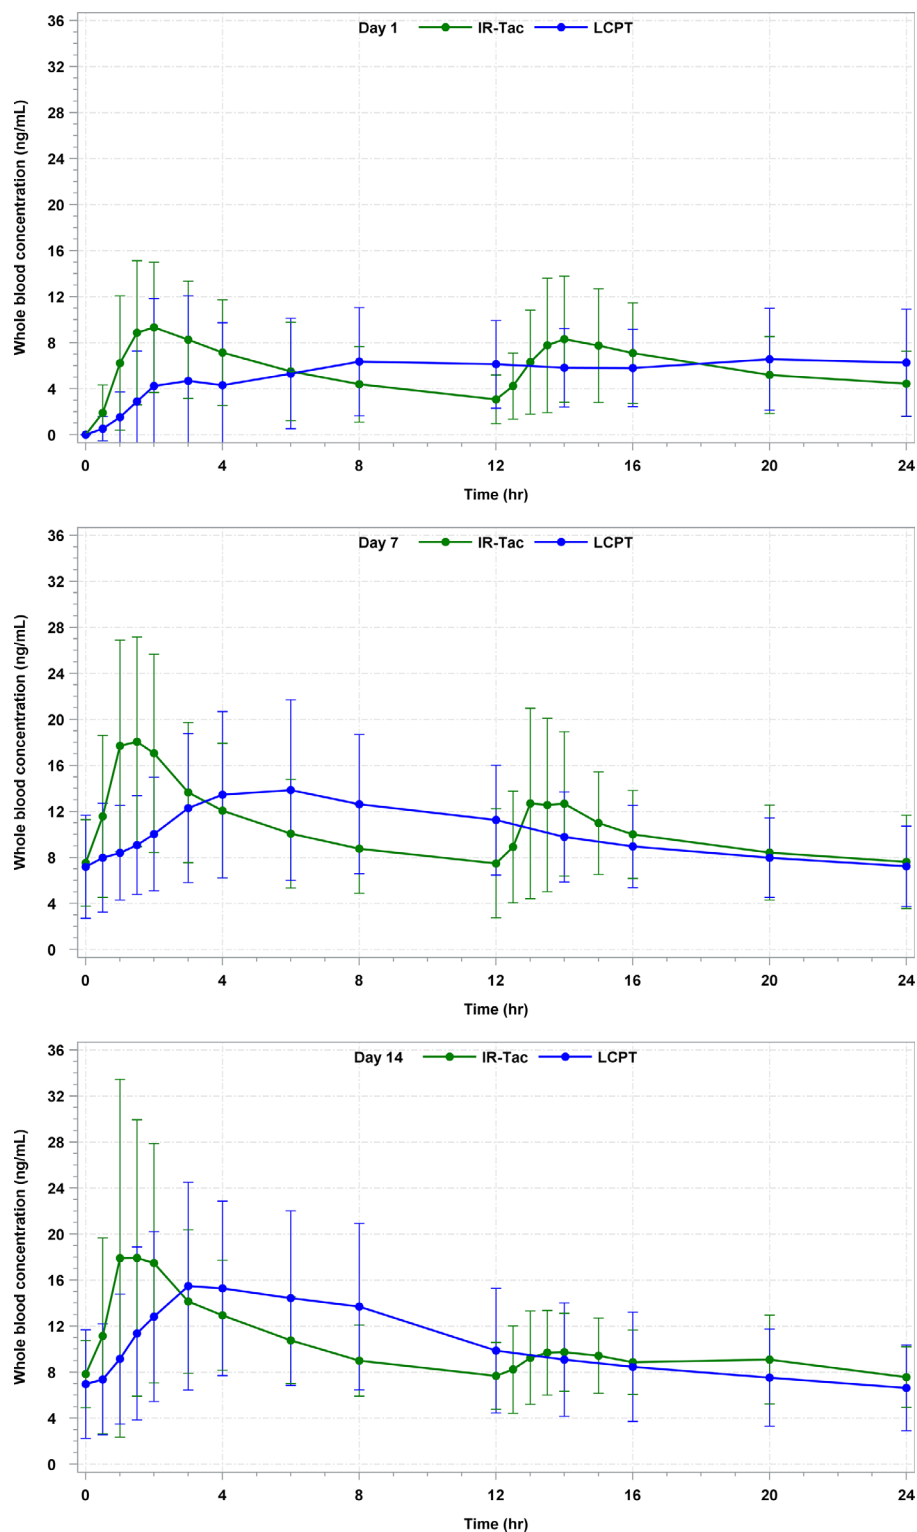 Day 1 IR-Tac LCPT
Whole blood concentration (ng/mL)
36
32
28
24
20
16
12
8
4
0
0 4 8 12 16 20 24
Time (hr)
Day 7 IR-Tac LCPT
Whole blood concentration (ng/mL)
36
32
28
24
20
16
12
8
4
0
0 4 8 12 16 20 24
Time (hr)
Day 14 IR-Tac LCPT
Whole blood concentration (ng/mL)
36
32
28
24
20
16
12
8
4
0
0 4 8 12 16 20 24
Time (hr)